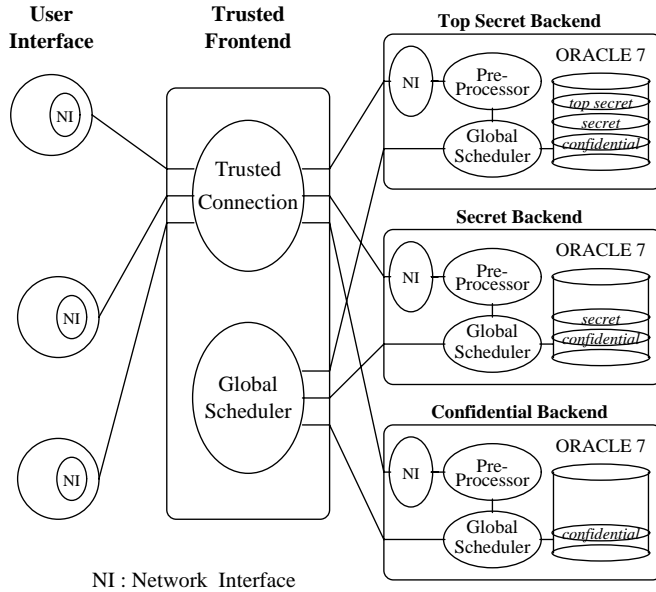 User
Interface
Trusted
Frontend
Top Secret Backend
NI
NI
NI
Trusted
Connection
Global
Scheduler
NI
Pre-
Processor
Global
Scheduler
ORACLE 7
top secret
secret
confidential
Secret Backend
NI
Pre-
Processor
Global
Scheduler
ORACLE 7
secret
confidential
Confidential Backend
NI
Pre-
Processor
Global
Scheduler
ORACLE 7
confidential
NI : Network Interface